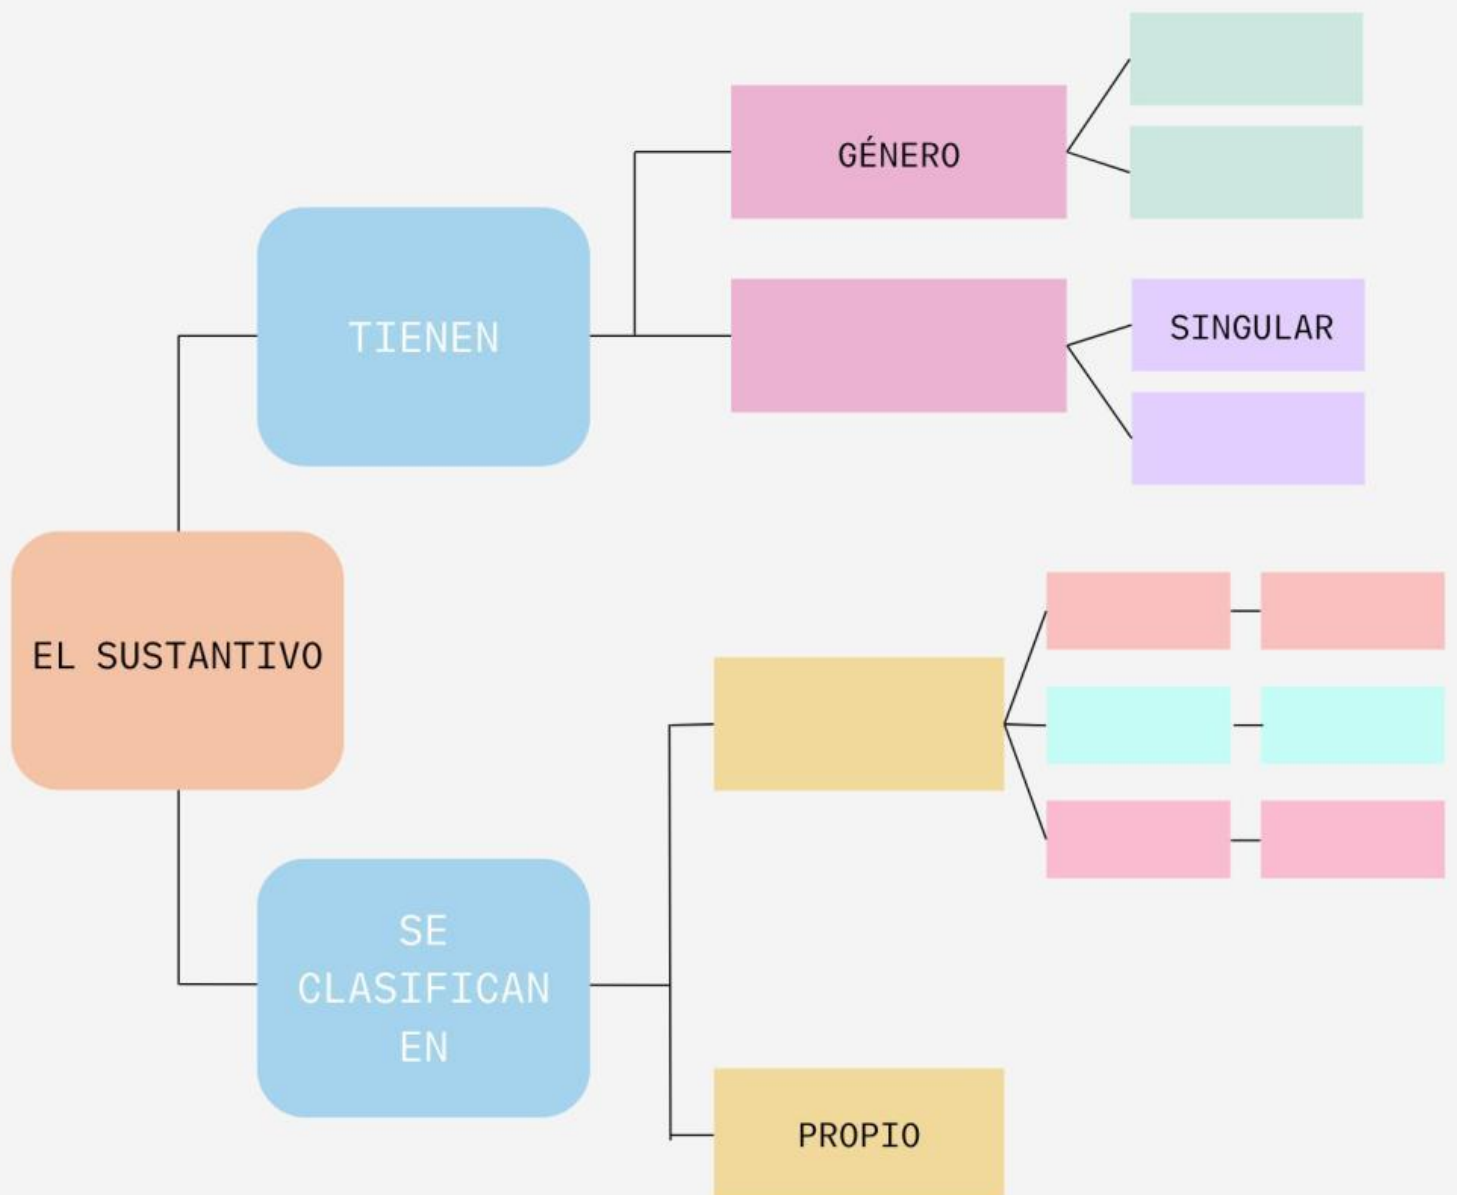 GÉNERO
TIENEN
SINGULAR
EL SUSTANTIVO
SE
CLASIFICAN
EN
PROPIO